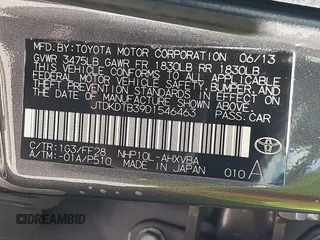 MFD.BY:TOYOTA MOTOR CORPORATION 06/13
GVWR 3475LB GAWR FR 1830LB RR 1830LB
THIS VEHICLE CONFORMS TO ALL APPLICABLE
FEDERAL MOTOR VEHICLE SAFETY, BUMPER, AND
THEFT PREVENTION STANDARDS IN EFFECT ON
THE DATE OF MANUFACTURE SHOWN ABOVE.
JTDKDTB39D1546463 PASS.CAR
C/TR:1G3/FF28 NHP10L-AHXVBA
A/TM:-01A/P510 MADE IN JAPAN
010 A
TOYOTA
DREAMBID